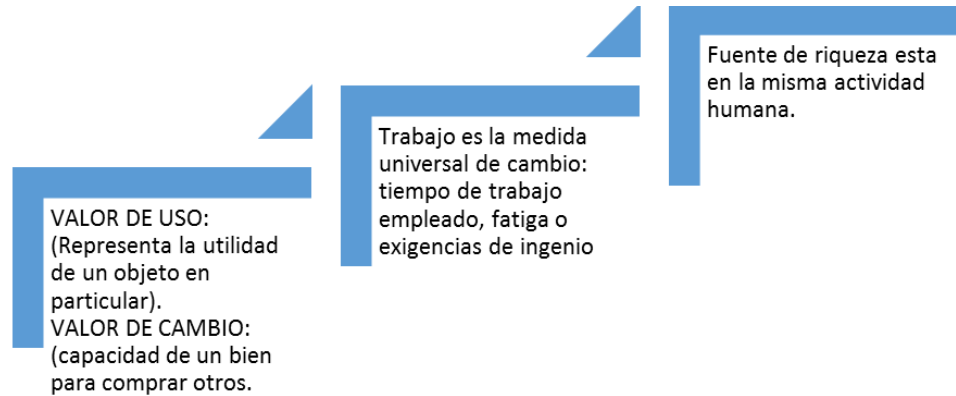 VALOR DE USO:
(Representa la utilidad
de un objeto en
particular).
VALOR DE CAMBIO:
(capacidad de un bien
para comprar otros.
Trabajo es la medida
universal de cambio:
tiempo de trabajo
empleado, fatiga o
exigencias de ingenio
Fuente de riqueza esta
en la misma actividad
humana.